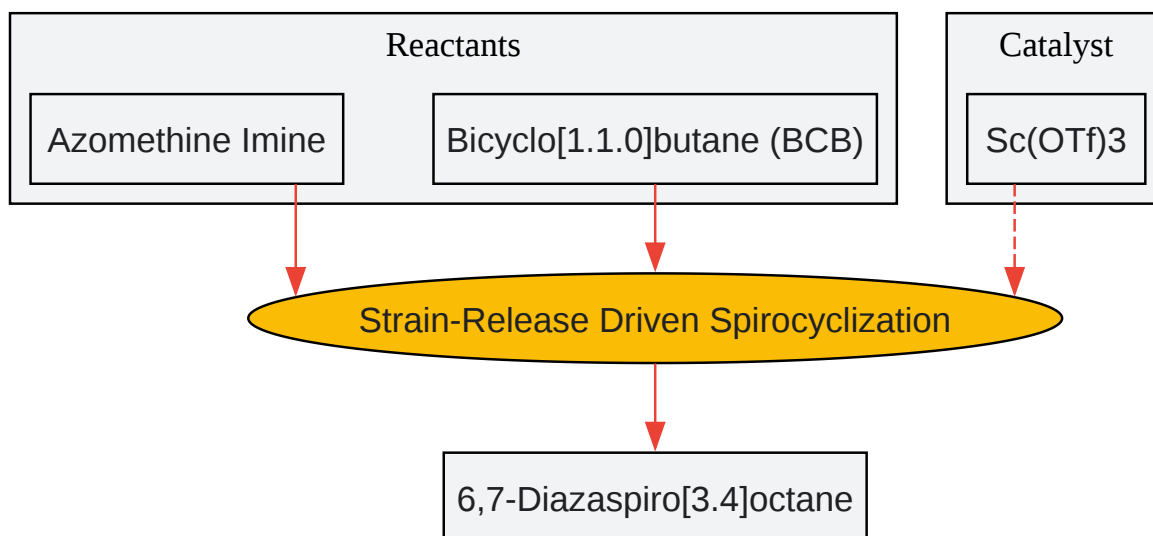 Reactants
Catalyst
Azomethine Imine
Bicyclo[1.1.0]butane (BCB)
Sc(OTf)3
Strain-Release Driven Spirocyclization
6,7-Diazaspiro[3.4]octane